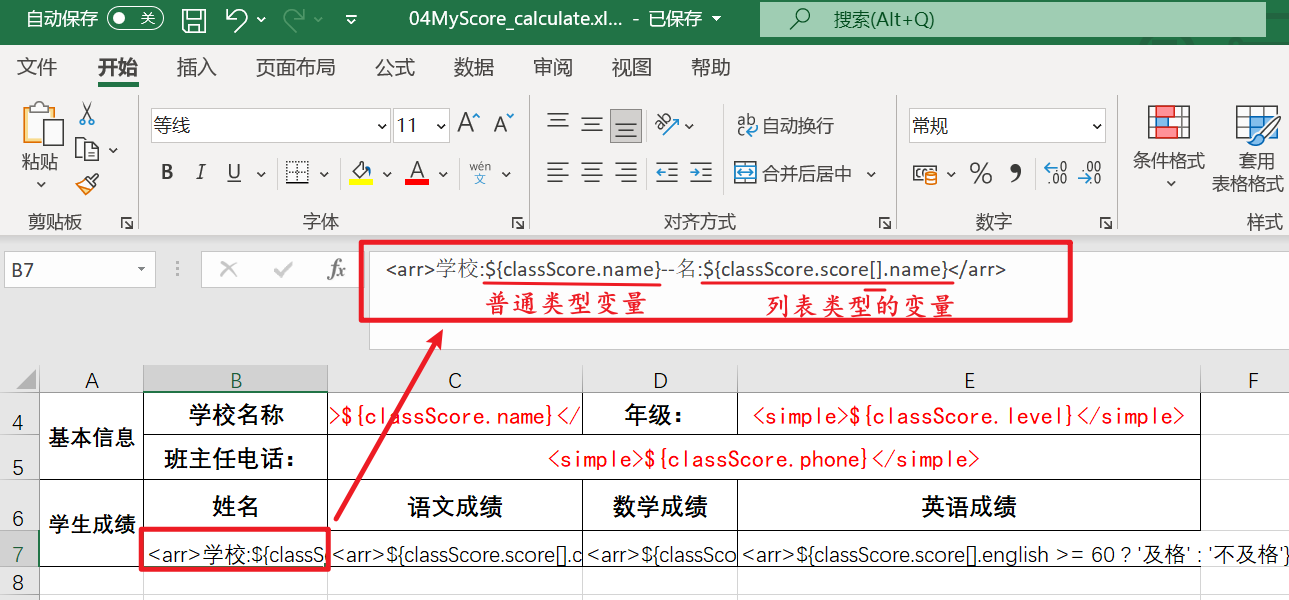 自动保存 关 04MyScore_calculate.xl... - 已保存 搜索(Alt+Q)
文件 开始 插入 页面布局 公式 数据 审阅 视图 帮助
等线 11 A A ab 自动换行 常规
粘贴 B I U A wén 文 合并后居中 % 条件格式 套用 表格格式
剪贴板 字体 对齐方式 数字 样式
B7 fx <arr>学校:${classScore.name}--名:${classScore.score[].name}</arr>
普通类型变量 列表类型的变量
A B C D E F
4 基本信息 学校名称 >${classScore.name}</ 年级: <simple>${classScore.level}</simple>
5 班主任电话: <simple>${classScore.phone}</simple>
6 学生成绩 姓名 语文成绩 数学成绩 英语成绩
7 <arr>学校:${classS <arr>${classScore.score[].c <arr>${classSco <arr>${classScore.score[].english >= 60 ? '及格' : '不及格'}
8